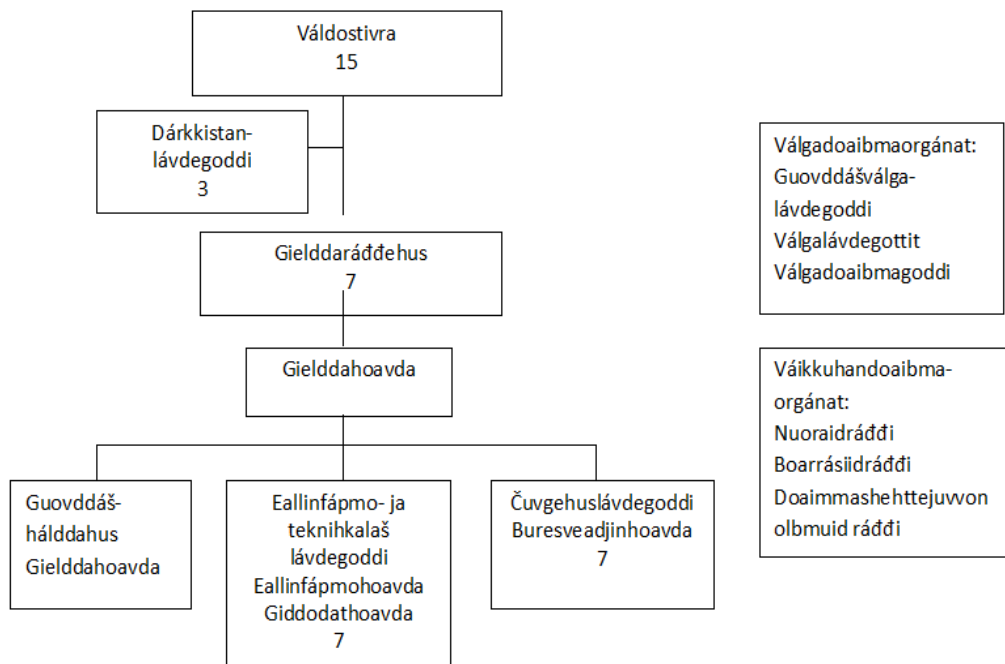 Váldostivra
15
Dárkkistan-
lávdegoddi
3
Gielddaráđđehus
7
Gielddahoavda
Guovddáš-
hálddahus
Gielddahoavda
Eallinfápmo- ja
teknihkalaš
lávdegoddi
Eallinfápmohoavda
Giddodathoavda
7
Čuvgehuslávdegoddi
Buresveadjinhoavda
7
Válgadoaibmaorgánat:
Guovddášválga-
lávdegoddi
Válgalávdegottit
Válgadoaibmagoddi
Váikkuhandoaibma-
orgánat:
Nuoraidráđđi
Boarrásiidráđđi
Doaimmashehttejuvvon
olbmuid ráđđi